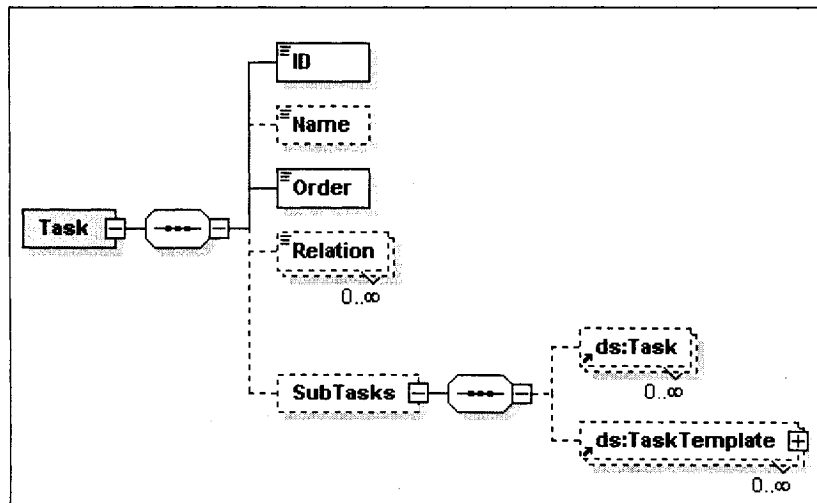 ID
Name
Order
Task
Relation
0..∞
ds:Task
SubTasks
0..∞
ds:TaskTemplate
0..∞